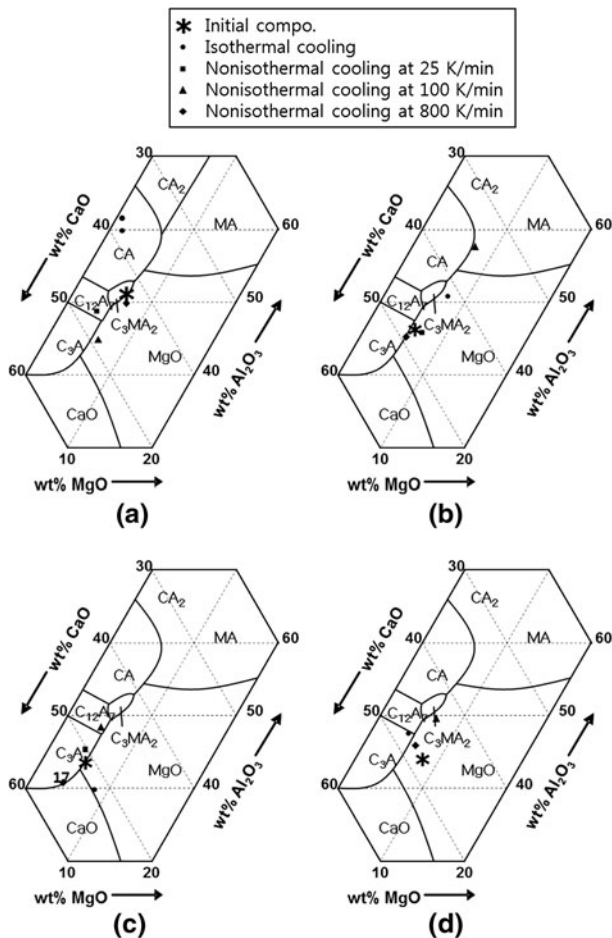 Initial compo.
Isothermal cooling
Nonisothermal cooling at 25 K/min
Nonisothermal cooling at 100 K/min
Nonisothermal cooling at 800 K/min
30
CA₂
wt% CaO
40
MA
60
CA
50
C₁₂A₇
50
C₃MA₂
C₃A
wt% Al₂O₃
60
MgO
40
CaO
10
20
wt% MgO
(a)
30
CA₂
wt% CaO
40
MA
60
CA
50
C₁₂A₇
50
C₃MA₂
C₃A
wt% Al₂O₃
60
MgO
40
CaO
10
20
wt% MgO
(b)
30
CA₂
wt% CaO
40
MA
60
CA
50
C₁₂A₇
50
C₃MA₂
C₃A
wt% Al₂O₃
17
60
MgO
40
CaO
10
20
wt% MgO
(c)
30
CA₂
wt% CaO
40
MA
60
CA
50
C₁₂A₇
50
C₃MA₂
C₃A
wt% Al₂O₃
60
MgO
40
CaO
10
20
wt% MgO
(d)